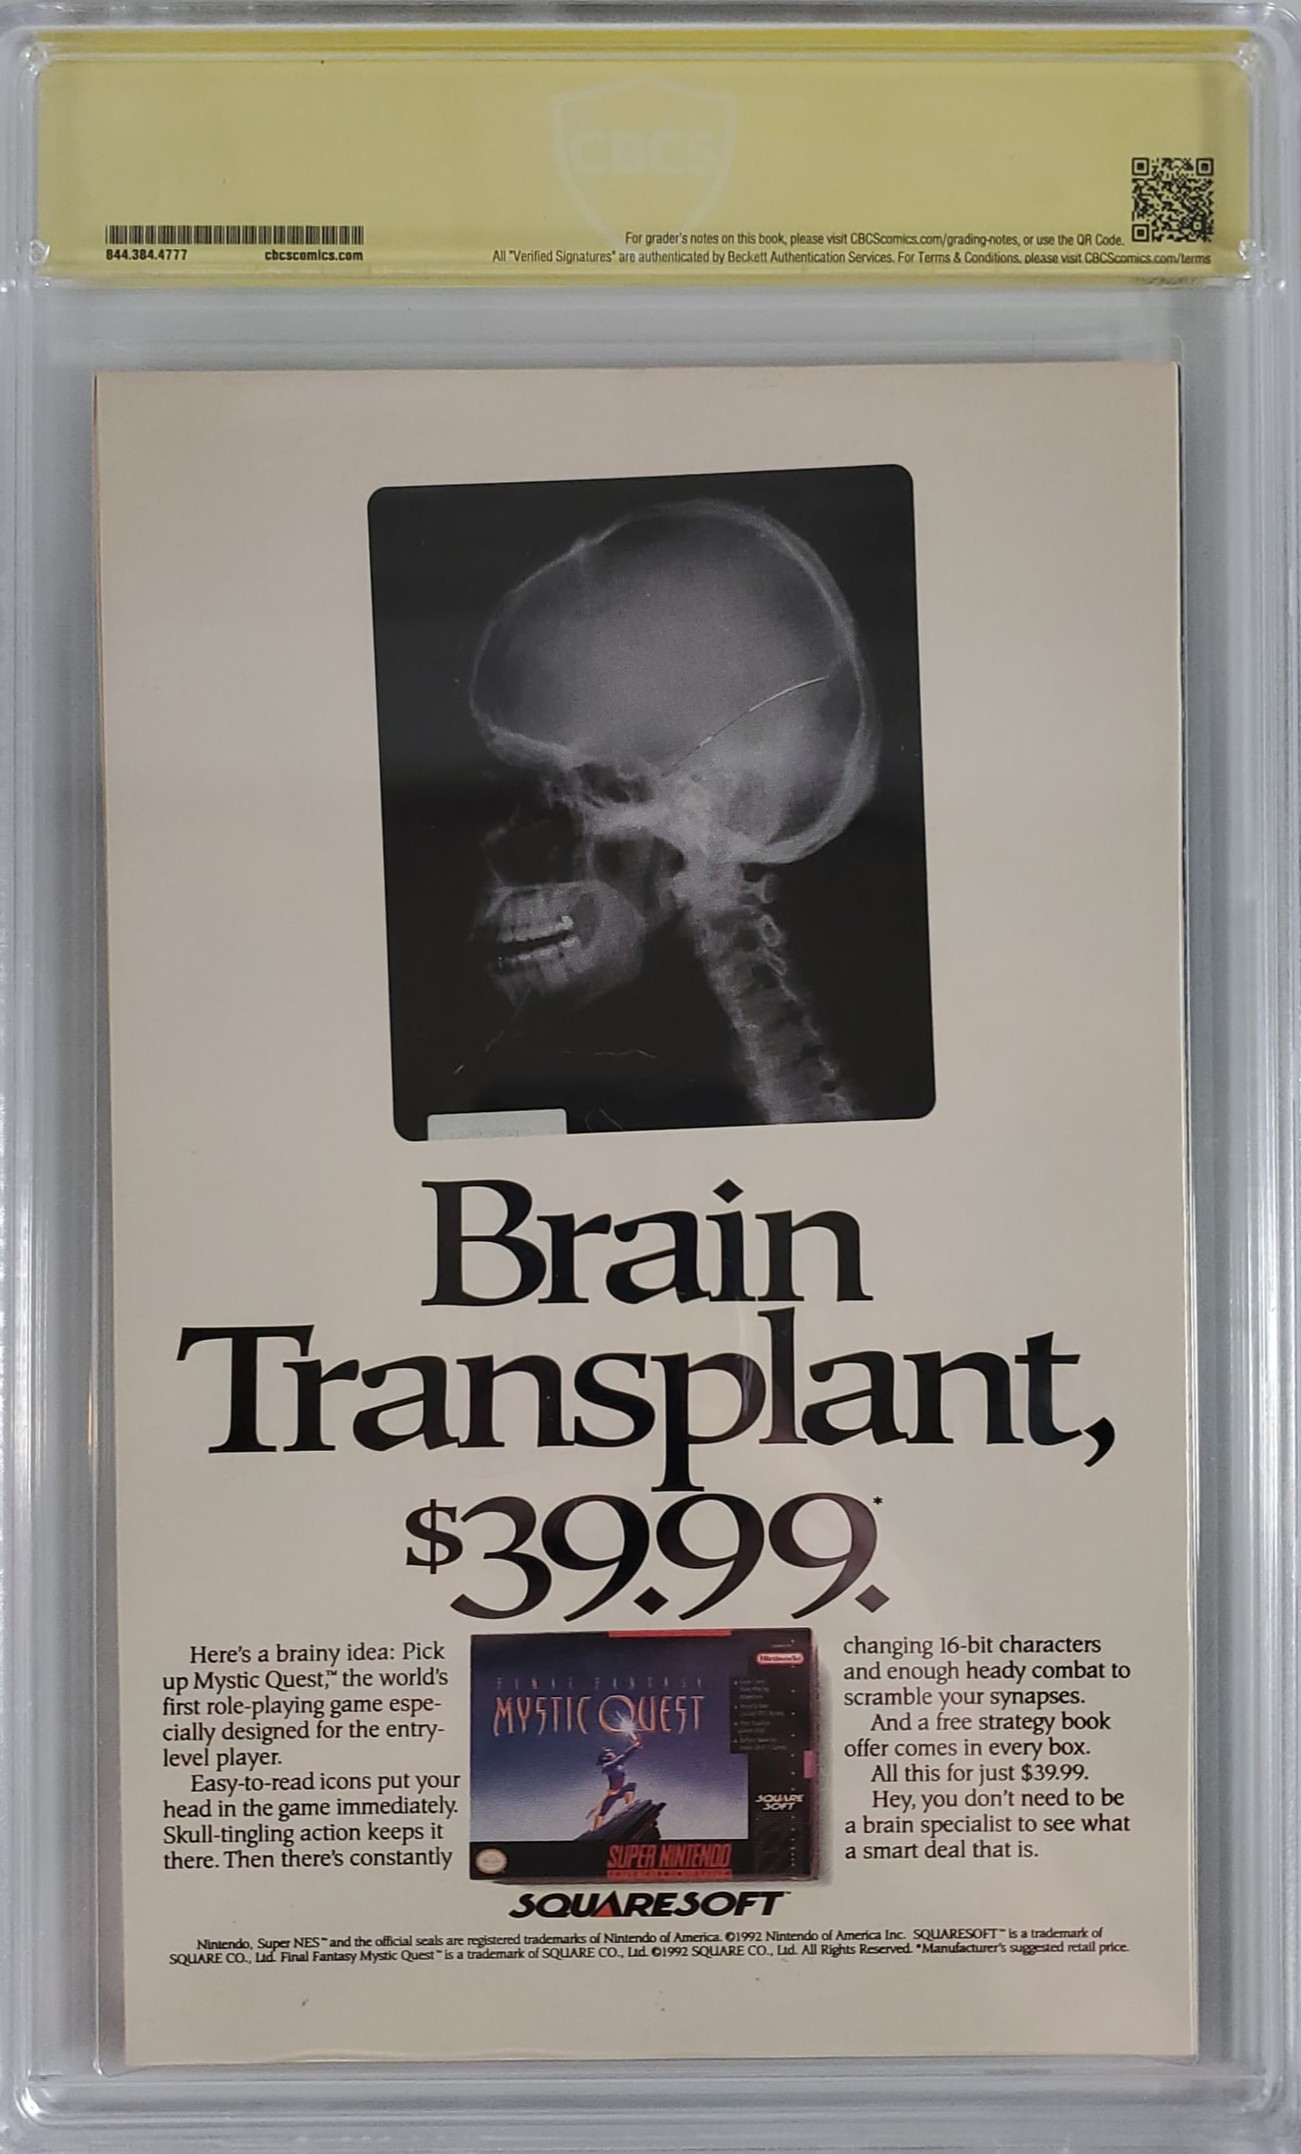 CBCS
For grader's notes on this book, please visit CBCScomics.com/grading-notes, or use the QR Code.
844.384.4777 cbcscomics.com
All "Verified Signatures" are authenticated by Beckett Authentication Services. For Terms & Conditions, please visit CBCScomics.com/terms
Brain
Transplant,
$39.99.*
Here's a brainy idea: Pick
up Mystic Quest,™ the world's
first role-playing game espe-
cially designed for the entry-
level player.
Easy-to-read icons put your
head in the game immediately.
Skull-tingling action keeps it
there. Then there's constantly
FINAL FANTASY
MYSTIC QUEST
Nintendo
SQUARE
SOFT
SUPER NINTENDO
ENTERTAINMENT SYSTEM
changing 16-bit characters
and enough heady combat to
scramble your synapses.
And a free strategy book
offer comes in every box.
All this for just $39.99.
Hey, you don't need to be
a brain specialist to see what
a smart deal that is.
SQUARESOFT™
Nintendo, Super NES™ and the official seals are registered trademarks of Nintendo of America. ©1992 Nintendo of America Inc. SQUARESOFT™ is a trademark of
SQUARE CO., Ltd. Final Fantasy Mystic Quest™ is a trademark of SQUARE CO., Ltd. ©1992 SQUARE CO., Ltd. All Rights Reserved. *Manufacturer's suggested retail price.